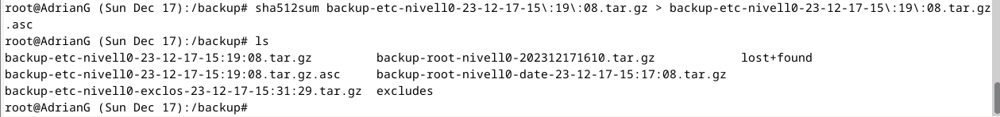 root@AdrianG (Sun Dec 17):/backup# sha512sum backup-etc-nivell0-23-12-17-15\:19\:08.tar.gz > backup-etc-nivell0-23-12-17-15\:19\:08.tar.gz
.asc
root@AdrianG (Sun Dec 17):/backup# ls
backup-etc-nivell0-23-12-17-15:19:08.tar.gz backup-root-nivell0-202312171610.tar.gz lost+found
backup-etc-nivell0-23-12-17-15:19:08.tar.gz.asc backup-root-nivell0-date-23-12-17-15:17:08.tar.gz
backup-etc-nivell0-exclos-23-12-17-15:31:29.tar.gz excludes
root@AdrianG (Sun Dec 17):/backup#